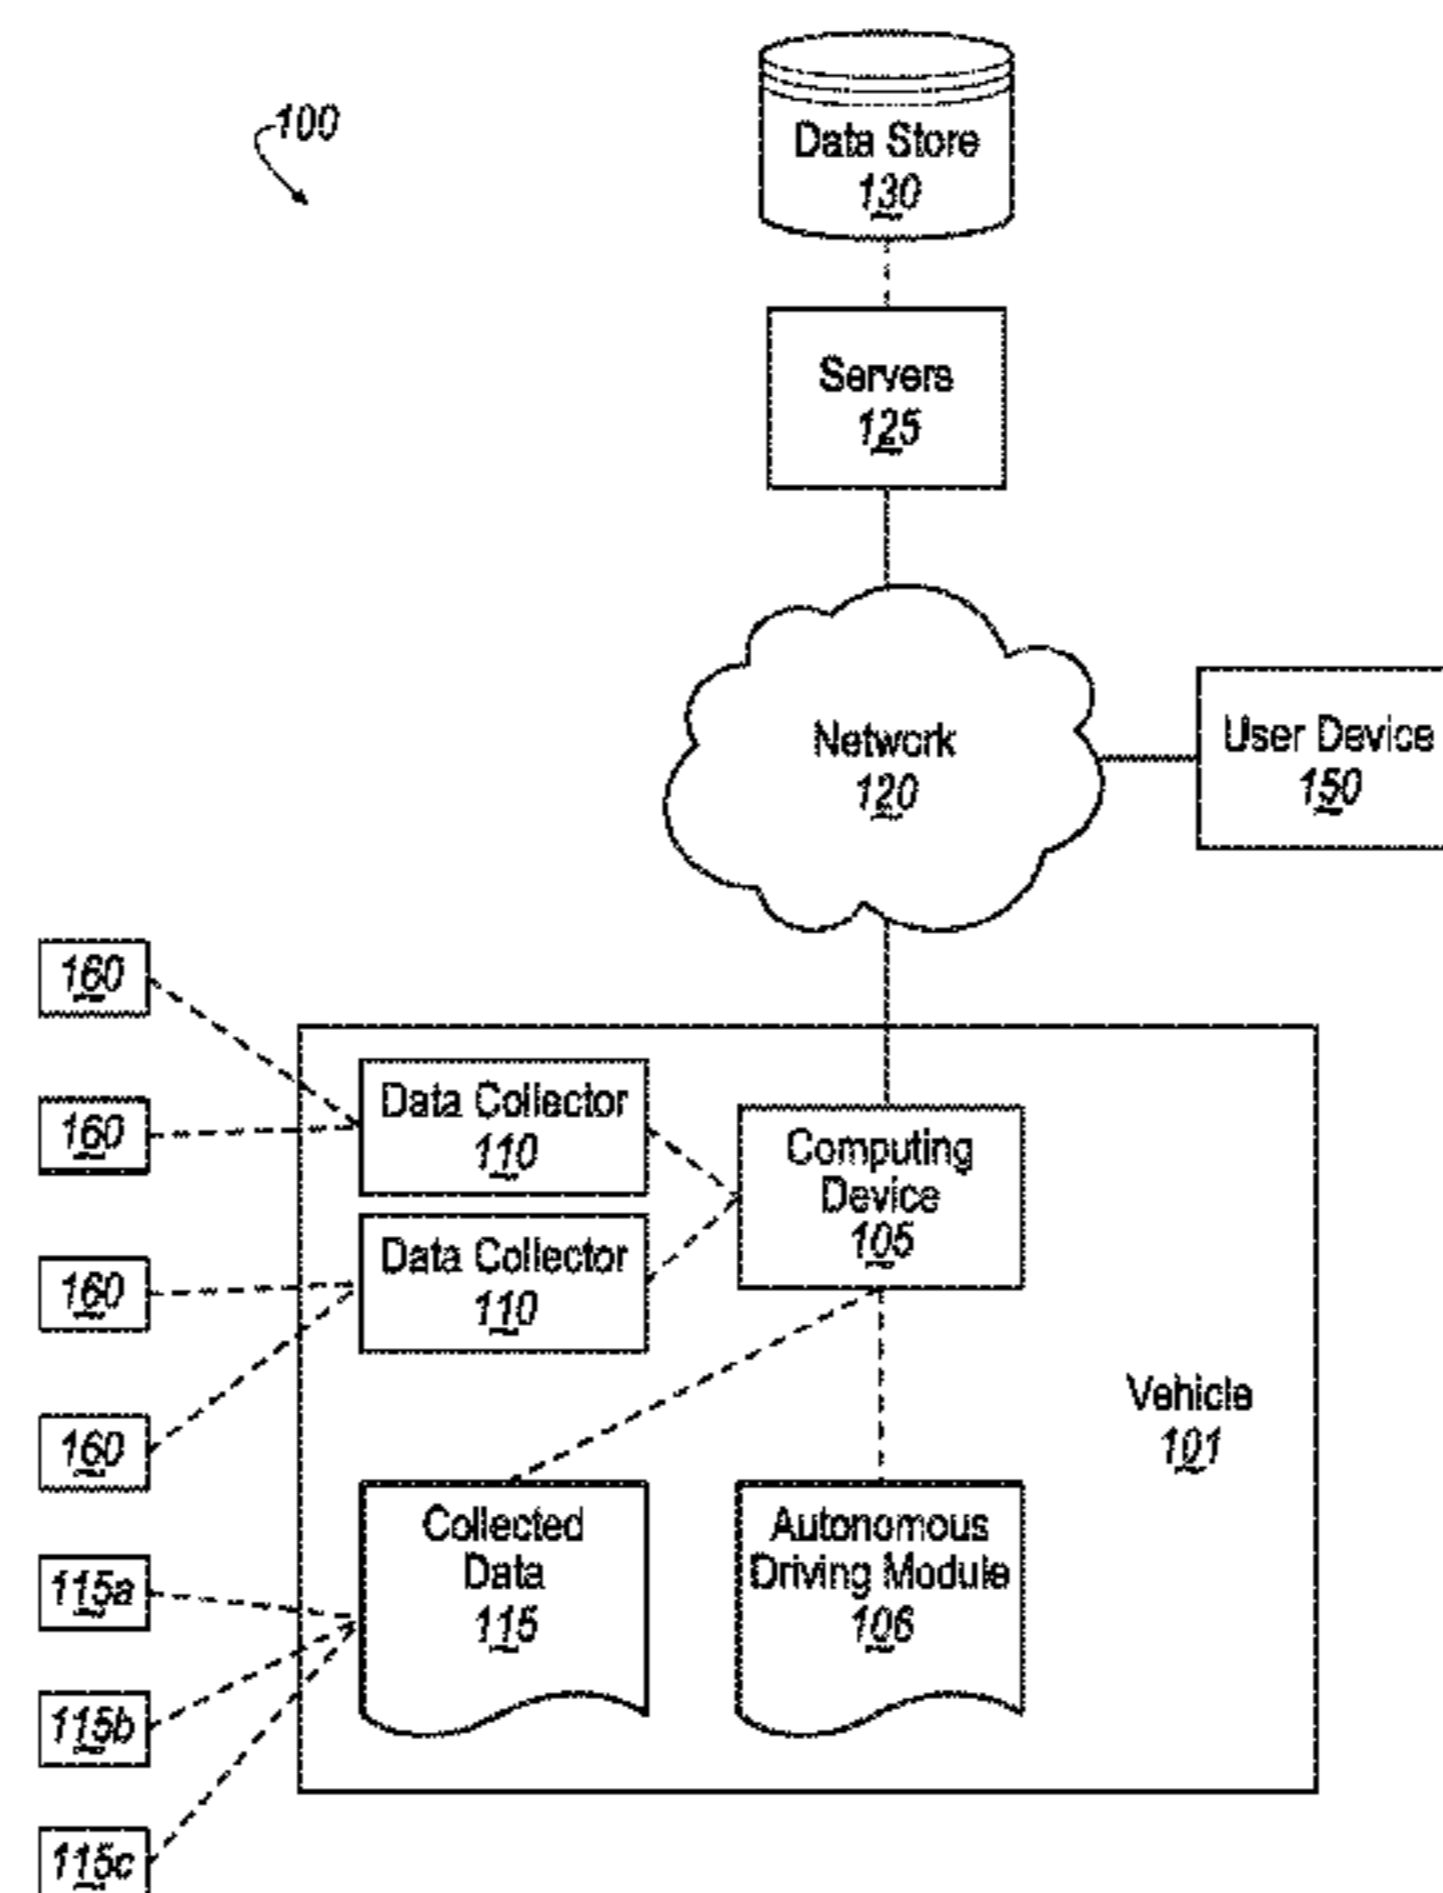 100
Data Store
130
Servers
125
Network
120
User Device
150
160
160
160
160
Data Collector
110
Data Collector
110
Computing
Device
105
Vehicle
101
Collected
Data
115
Autonomous
Driving Module
106
115a
115b
115c